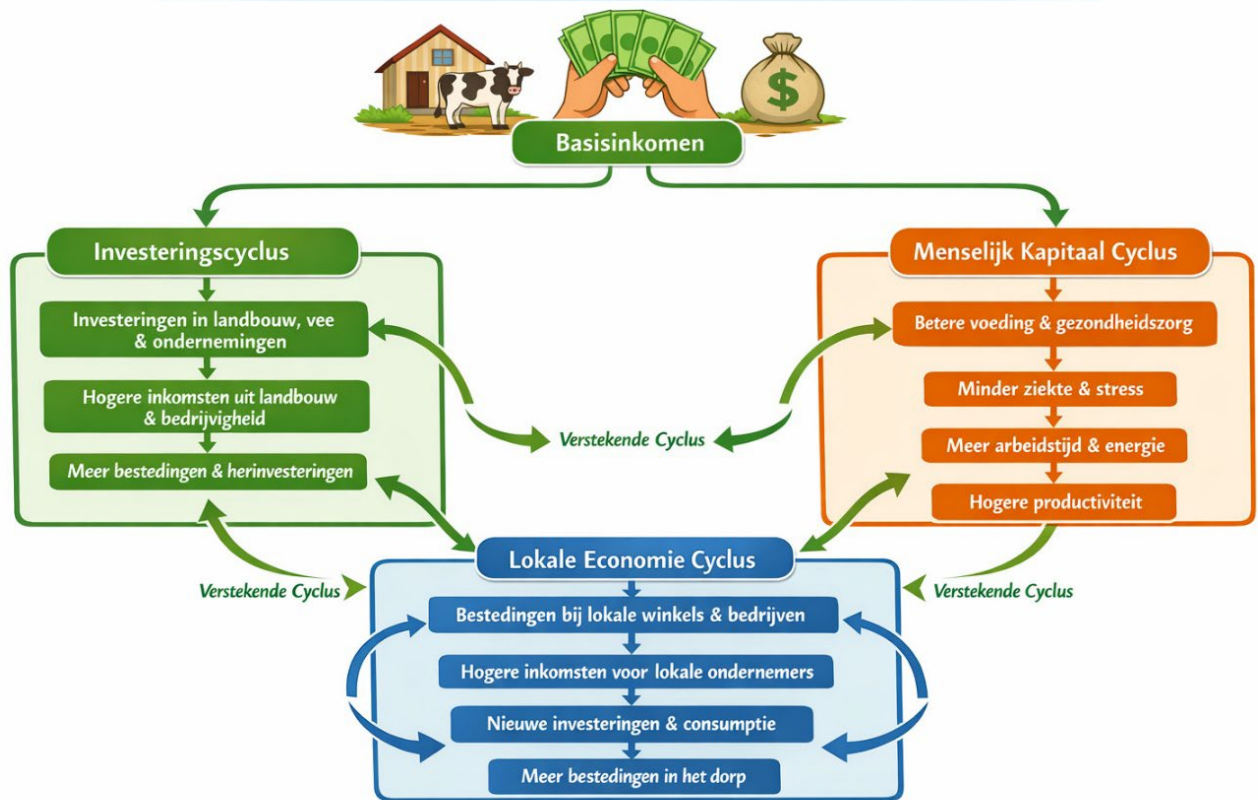 $
Basisinkomen
Investeringscyclus
Investeringen in landbouw, vee
& ondernemingen
Hogere inkomsten uit landbouw
& bedrijvigheid
Meer bestedingen & herinvesteringen
Menselijk Kapitaal Cyclus
Betere voeding & gezondheidszorg
Minder ziekte & stress
Meer arbeidstijd & energie
Hogere productiviteit
Verstekende Cyclus
Verstekende Cyclus
Verstekende Cyclus
Lokale Economie Cyclus
Bestedingen bij lokale winkels & bedrijven
Hogere inkomsten voor lokale ondernemers
Nieuwe investeringen & consumptie
Meer bestedingen in het dorp